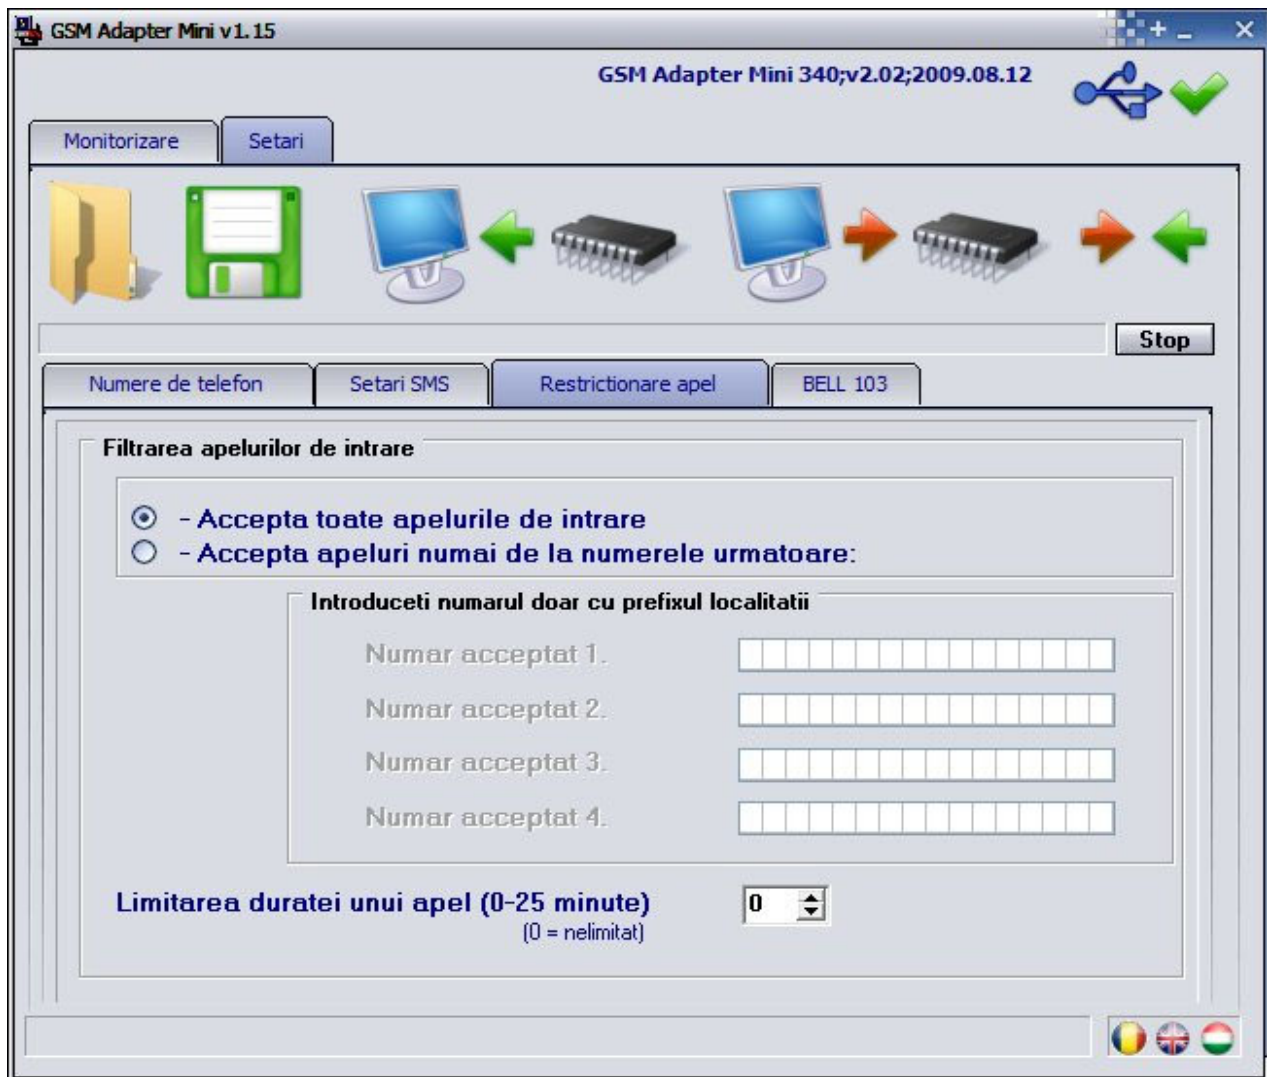 GSM Adapter Mini v1.15
GSM Adapter Mini 340;v2.02;2009.08.12
Monitorizare Setari
Stop
Numere de telefon Setari SMS Restrictionare apel BELL 103
Filtrarea apelurilor de intrare
- Accepta toate apelurile de intrare
- Accepta apeluri numai de la numerele urmatoare:
Introduceti numarul doar cu prefixul localitatii
Numar acceptat 1.
Numar acceptat 2.
Numar acceptat 3.
Numar acceptat 4.
Limitarea duratei unui apel (0-25 minute) 0
(0 = nelimitat)